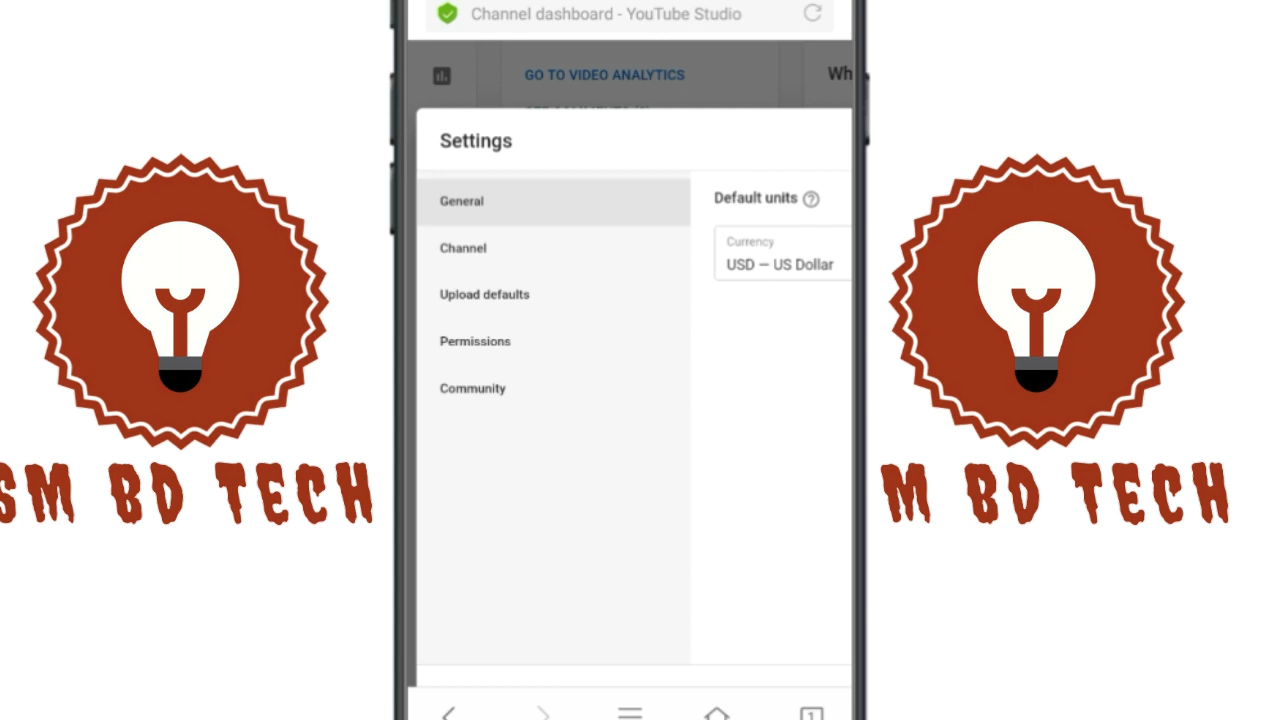 Channel dashboard - YouTube Studio
GO TO VIDEO ANALYTICS
Wh
Settings
General
Default units
Currency
USD — US Dollar
Channel
Upload defaults
Permissions
Community
SM BD TECH
M BD TECH
1